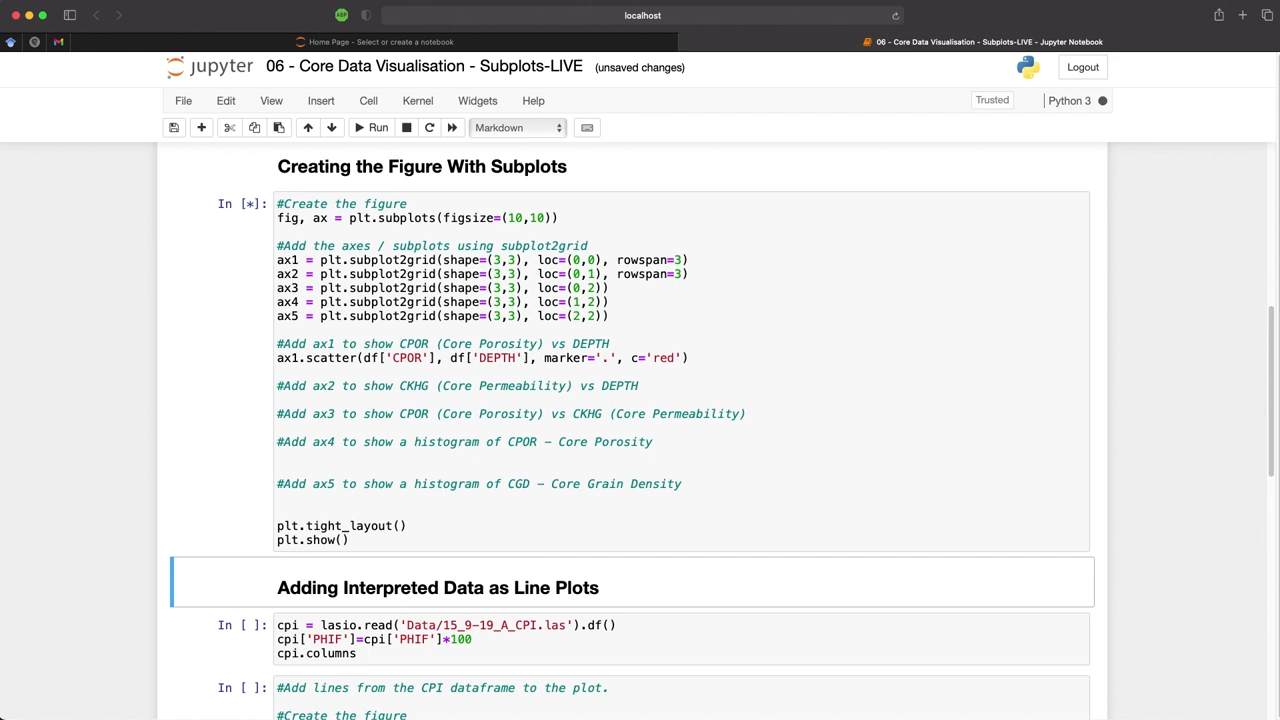 localhost
Home Page - Select or create a notebook
06 - Core Data Visualisation - Subplots-LIVE - Jupyter Notebook
jupyter 06 - Core Data Visualisation - Subplots-LIVE (unsaved changes)
Logout
File Edit View Insert Cell Kernel Widgets Help
Trusted
Python 3
Run
Markdown
Creating the Figure With Subplots
In [*]:
#Create the figure
fig, ax = plt.subplots(figsize=(10,10))
#Add the axes / subplots using subplot2grid
ax1 = plt.subplot2grid(shape=(3,3), loc=(0,0), rowspan=3)
ax2 = plt.subplot2grid(shape=(3,3), loc=(0,1), rowspan=3)
ax3 = plt.subplot2grid(shape=(3,3), loc=(0,2))
ax4 = plt.subplot2grid(shape=(3,3), loc=(1,2))
ax5 = plt.subplot2grid(shape=(3,3), loc=(2,2))
#Add ax1 to show CPOR (Core Porosity) vs DEPTH
ax1.scatter(df['CPOR'], df['DEPTH'], marker='.', c='red')
#Add ax2 to show CKHG (Core Permeability) vs DEPTH
#Add ax3 to show CPOR (Core Porosity) vs CKHG (Core Permeability)
#Add ax4 to show a histogram of CPOR - Core Porosity
#Add ax5 to show a histogram of CGD - Core Grain Density
plt.tight_layout()
plt.show()
Adding Interpreted Data as Line Plots
In [ ]:
cpi = lasio.read('Data/15_9-19_A_CPI.las').df()
cpi['PHIF']=cpi['PHIF']*100
cpi.columns
In [ ]:
#Add lines from the CPI dataframe to the plot.
#Create the figure